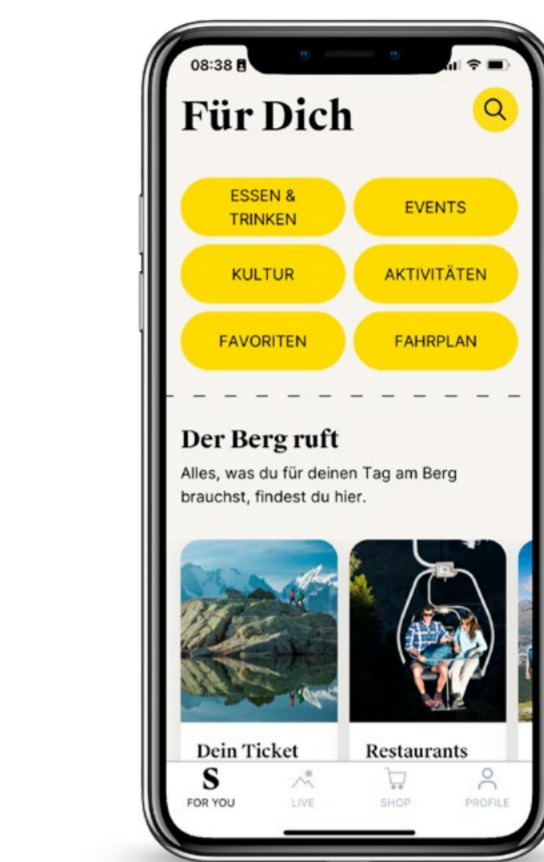 08:38
Für Dich
ESSEN &
TRINKEN
EVENTS
KULTUR
AKTIVITÄTEN
FAVORITEN
FAHRPLAN
Der Berg ruft
Alles, was du für deinen Tag am Berg
brauchst, findest du hier.
Dein Ticket
Restaurants
S
FOR YOU
LIVE
SHOP
PROFILE